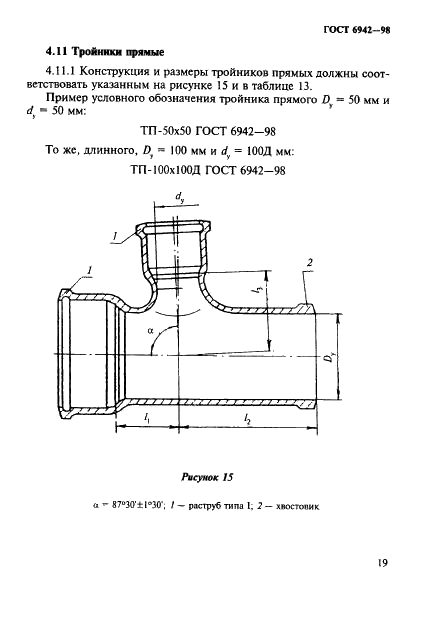 ГОСТ 6942—98
4.11 Тройники прямые
4.11.1 Конструкция и размеры тройников прямых должны соот-
ветствовать указанным на рисунке 15 и в таблице 13.
Пример условного обозначения тройника прямого Dу = 50 мм и
dу = 50 мм:
ТП-50х50 ГОСТ 6942—98
То же, длинного, Dу = 100 мм и dу = 100Д мм:
ТП-100х100Д ГОСТ 6942—98
dу
1
1
2
l3
α
Dу
l1
l2
Рисунок 15
α = 87°30′±1°30′; 1 — раструб типа I; 2 — хвостовик
19